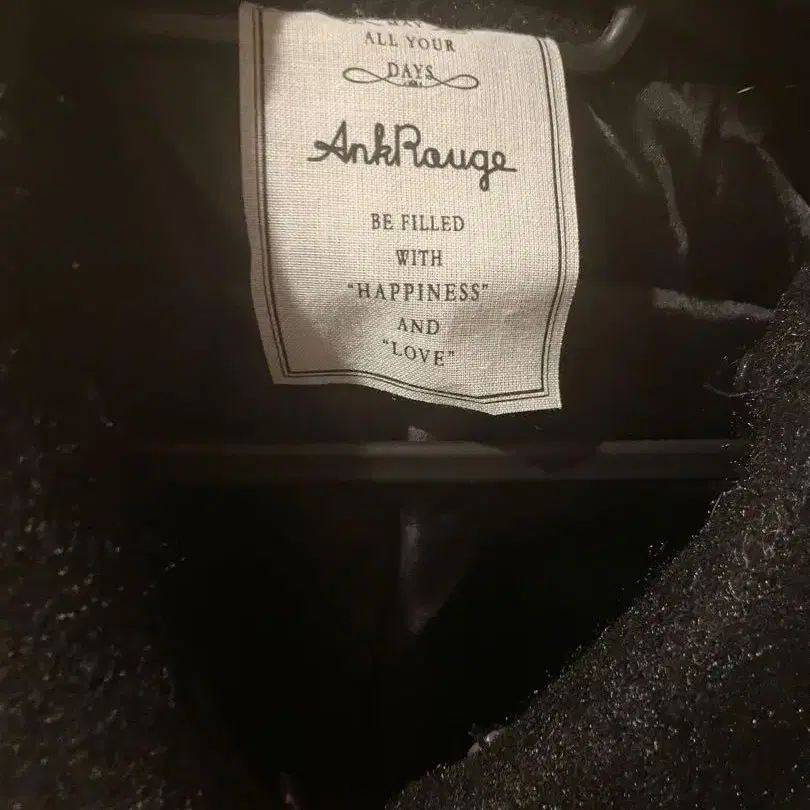 ALL YOUR
DAYS
AnkRouge
BE FILLED
WITH
"HAPPINESS"
AND
"LOVE"